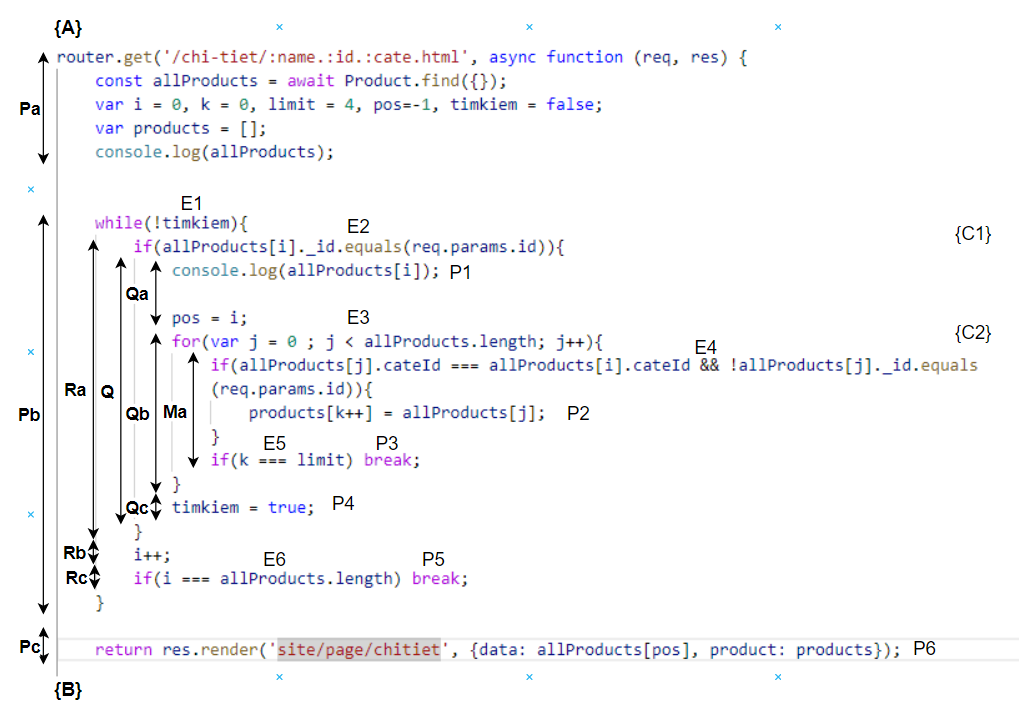 {A}
router.get('/chi-tiet/:name.:id.:cate.html', async function (req, res) {
const allProducts = await Product.find({});
Pa var i = 0, k = 0, limit = 4, pos=-1, timkiem = false;
var products = [];
console.log(allProducts);
E1
while(!timkiem){ E2
if(allProducts[i]._id.equals(req.params.id)){ {C1}
console.log(allProducts[i]); P1
Qa
pos = i; E3
for(var j = 0 ; j < allProducts.length; j++){ {C2}
E4
if(allProducts[j].cateId === allProducts[i].cateId && !allProducts[j]._id.equals
Ra Q (req.params.id)){
Pb Qb Ma products[k++] = allProducts[j]; P2
}
E5 P3
if(k === limit) break;
}
Qc timkiem = true; P4
}
Rb i++; E6 P5
Rc if(i === allProducts.length) break;
}
Pc return res.render('site/page/chitiet', {data: allProducts[pos], product: products}); P6
{B}